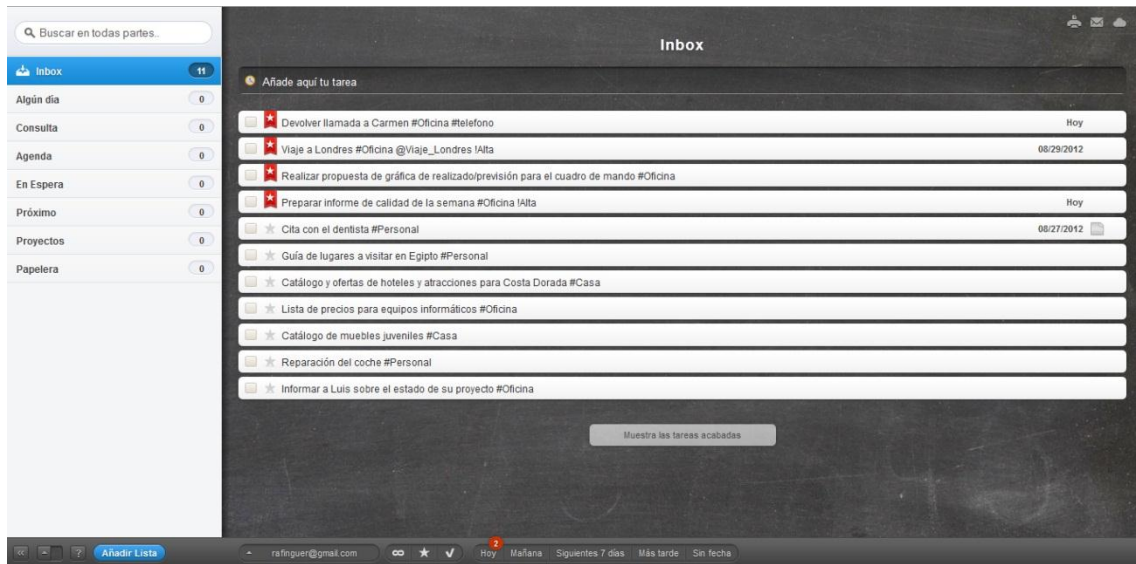 Buscar en todas partes..
Inbox 11
Algún día 0
Consulta 0
Agenda 0
En Espera 0
Próximo 0
Proyectos 0
Papelera 0
Inbox
Añade aquí tu tarea
Devolver llamada a Carmen #Oficina #telefono Hoy
Viaje a Londres #Oficina @Viaje_Londres !Alta 08/29/2012
Realizar propuesta de gráfica de realizado/previsión para el cuadro de mando #Oficina
Preparar informe de calidad de la semana #Oficina !Alta Hoy
Cita con el dentista #Personal 08/27/2012
Guía de lugares a visitar en Egipto #Personal
Catálogo y ofertas de hoteles y atracciones para Costa Dorada #Casa
Lista de precios para equipos informáticos #Oficina
Catálogo de muebles juveniles #Casa
Reparación del coche #Personal
Informar a Luis sobre el estado de su proyecto #Oficina
Muestra las tareas acabadas
? Añadir Lista rafinguer@gmail.com Hoy 2 Mañana Siguientes 7 días Más tarde Sin fecha